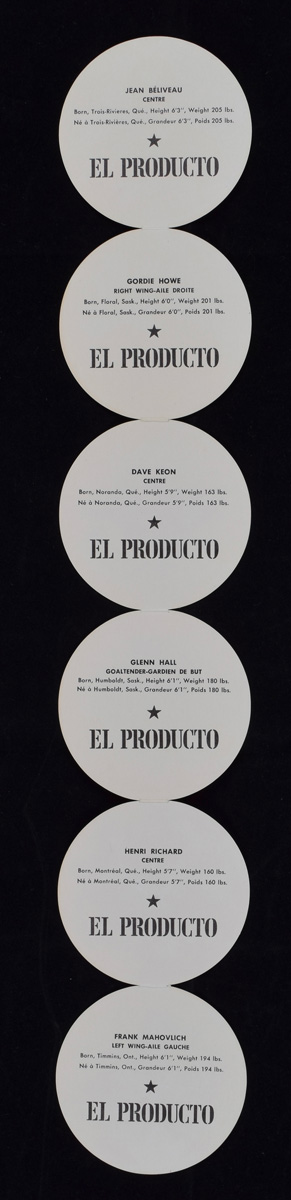 JEAN BÉLIVEAU
CENTRE
Born, Trois-Rivieres, Qué., Height 6'3'', Weight 205 lbs.
Né à Trois-Rivières, Qué., Grandeur 6'3'', Poids 205 lbs.
★
EL PRODUCTO
GORDIE HOWE
RIGHT WING-AILE DROITE
Born, Floral, Sask., Height 6'0'', Weight 201 lbs.
Né à Floral, Sask., Grandeur 6'0'', Poids 201 lbs.
★
EL PRODUCTO
DAVE KEON
CENTRE
Born, Noranda, Qué., Height 5'9'', Weight 163 lbs.
Né à Noranda, Qué., Grandeur 5'9'', Poids 163 lbs.
★
EL PRODUCTO
GLENN HALL
GOALTENDER-GARDIEN DE BUT
Born, Humboldt, Sask., Height 6'1'', Weight 180 lbs.
Né à Humboldt, Sask., Grandeur 6'1'', Poids 180 lbs.
★
EL PRODUCTO
HENRI RICHARD
CENTRE
Born, Montréal, Qué., Height 5'7'', Weight 160 lbs.
Né à Montréal, Qué., Grandeur 5'7'', Poids 160 lbs.
★
EL PRODUCTO
FRANK MAHOVLICH
LEFT WING-AILE GAUCHE
Born, Timmins, Ont., Height 6'1'', Weight 194 lbs.
Né à Timmins, Ont., Grandeur 6'1'', Poids 194 lbs.
★
EL PRODUCTO